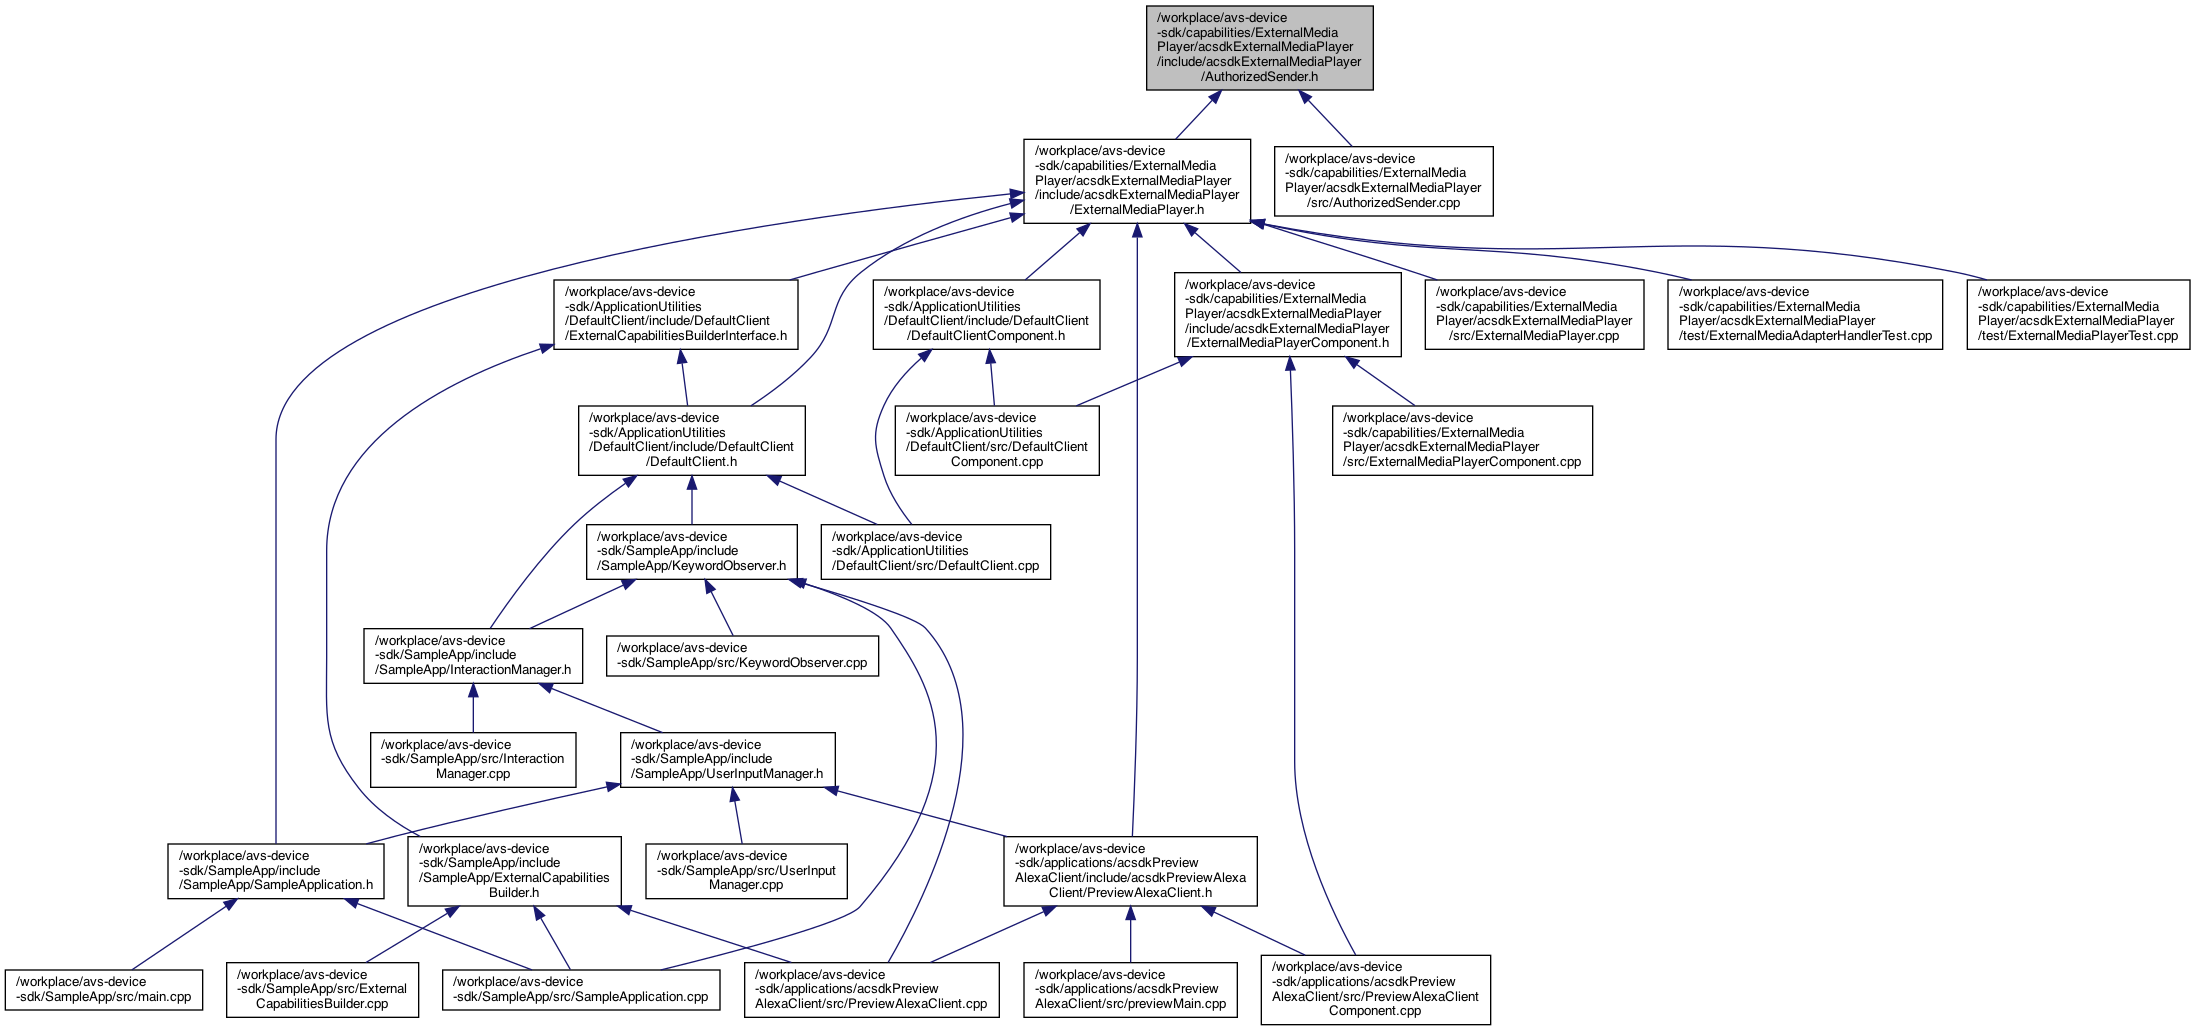 /workplace/avs-device
-sdk/capabilities/ExternalMedia
Player/acsdkExternalMediaPlayer
/include/acsdkExternalMediaPlayer
/AuthorizedSender.h
/workplace/avs-device
-sdk/capabilities/ExternalMedia
Player/acsdkExternalMediaPlayer
/include/acsdkExternalMediaPlayer
/ExternalMediaPlayer.h
/workplace/avs-device
-sdk/capabilities/ExternalMedia
Player/acsdkExternalMediaPlayer
/src/AuthorizedSender.cpp
/workplace/avs-device
-sdk/ApplicationUtilities
/DefaultClient/include/DefaultClient
/ExternalCapabilitiesBuilderInterface.h
/workplace/avs-device
-sdk/ApplicationUtilities
/DefaultClient/include/DefaultClient
/DefaultClientComponent.h
/workplace/avs-device
-sdk/capabilities/ExternalMedia
Player/acsdkExternalMediaPlayer
/include/acsdkExternalMediaPlayer
/ExternalMediaPlayerComponent.h
/workplace/avs-device
-sdk/capabilities/ExternalMedia
Player/acsdkExternalMediaPlayer
/src/ExternalMediaPlayer.cpp
/workplace/avs-device
-sdk/capabilities/ExternalMedia
Player/acsdkExternalMediaPlayer
/test/ExternalMediaAdapterHandlerTest.cpp
/workplace/avs-device
-sdk/capabilities/ExternalMedia
Player/acsdkExternalMediaPlayer
/test/ExternalMediaPlayerTest.cpp
/workplace/avs-device
-sdk/ApplicationUtilities
/DefaultClient/include/DefaultClient
/DefaultClient.h
/workplace/avs-device
-sdk/ApplicationUtilities
/DefaultClient/src/DefaultClient
Component.cpp
/workplace/avs-device
-sdk/capabilities/ExternalMedia
Player/acsdkExternalMediaPlayer
/src/ExternalMediaPlayerComponent.cpp
/workplace/avs-device
-sdk/SampleApp/include
/SampleApp/KeywordObserver.h
/workplace/avs-device
-sdk/ApplicationUtilities
/DefaultClient/src/DefaultClient.cpp
/workplace/avs-device
-sdk/SampleApp/include
/SampleApp/InteractionManager.h
/workplace/avs-device
-sdk/SampleApp/src/KeywordObserver.cpp
/workplace/avs-device
-sdk/SampleApp/src/Interaction
Manager.cpp
/workplace/avs-device
-sdk/SampleApp/include
/SampleApp/UserInputManager.h
/workplace/avs-device
-sdk/SampleApp/include
/SampleApp/SampleApplication.h
/workplace/avs-device
-sdk/SampleApp/include
/SampleApp/ExternalCapabilities
Builder.h
/workplace/avs-device
-sdk/SampleApp/src/UserInput
Manager.cpp
/workplace/avs-device
-sdk/applications/acsdkPreview
AlexaClient/include/acsdkPreviewAlexa
Client/PreviewAlexaClient.h
/workplace/avs-device
-sdk/SampleApp/src/main.cpp
/workplace/avs-device
-sdk/SampleApp/src/External
CapabilitiesBuilder.cpp
/workplace/avs-device
-sdk/SampleApp/src/SampleApplication.cpp
/workplace/avs-device
-sdk/applications/acsdkPreview
AlexaClient/src/PreviewAlexaClient.cpp
/workplace/avs-device
-sdk/applications/acsdkPreview
AlexaClient/src/previewMain.cpp
/workplace/avs-device
-sdk/applications/acsdkPreview
AlexaClient/src/PreviewAlexaClient
Component.cpp